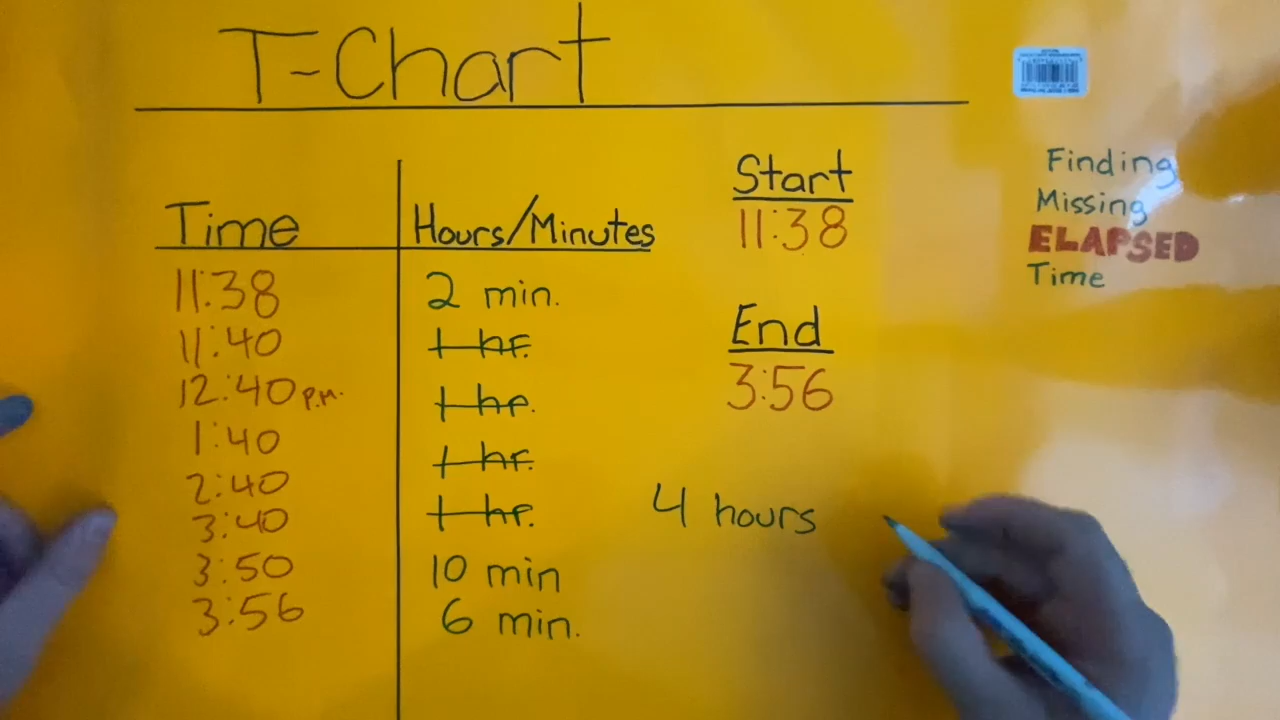 T-Chart
Time
11:38
11:40
12:40 p.m.
1:40
2:40
3:40
3:50
3:56
Hours/Minutes
2 min.
1 hr.
1 hr.
1 hr.
1 hr.
10 min
6 min.
Start
11:38
End
3:56
4 hours
Finding
Missing
ELAPSED
Time